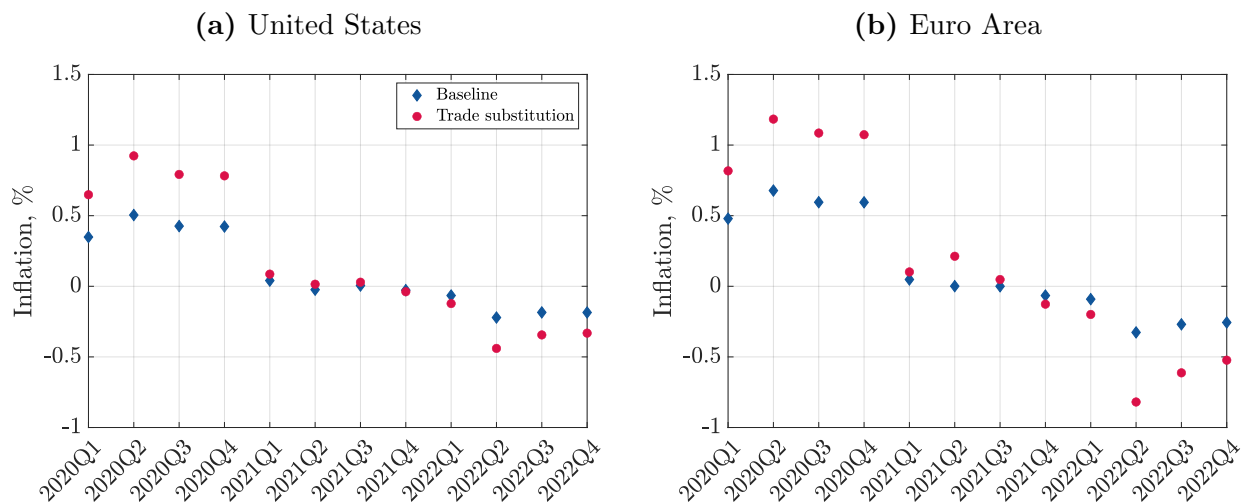 (a) United States
Inflation, %
1.5
1
0.5
0
-0.5
-1
Baseline
Trade substitution
2020Q1
2020Q2
2020Q3
2020Q4
2021Q1
2021Q2
2021Q3
2021Q4
2022Q1
2022Q2
2022Q3
2022Q4
(b) Euro Area
Inflation, %
1.5
1
0.5
0
-0.5
-1
2020Q1
2020Q2
2020Q3
2020Q4
2021Q1
2021Q2
2021Q3
2021Q4
2022Q1
2022Q2
2022Q3
2022Q4